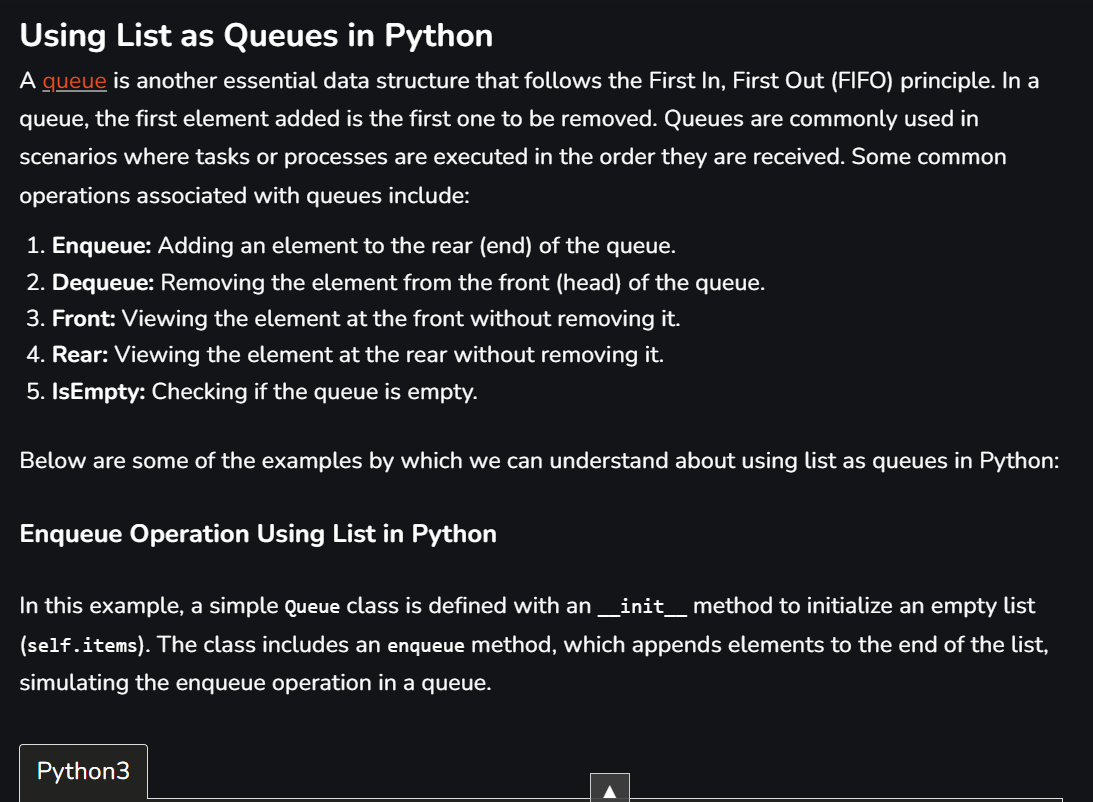 Using List as Queues in Python
A queue is another essential data structure that follows the First In, First Out (FIFO) principle. In a
queue, the first element added is the first one to be removed. Queues are commonly used in
scenarios where tasks or processes are executed in the order they are received. Some common
operations associated with queues include:
1. Enqueue: Adding an element to the rear (end) of the queue.
2. Dequeue: Removing the element from the front (head) of the queue.
3. Front: Viewing the element at the front without removing it.
4. Rear: Viewing the element at the rear without removing it.
5. IsEmpty: Checking if the queue is empty.
Below are some of the examples by which we can understand about using list as queues in Python:
Enqueue Operation Using List in Python
In this example, a simple Queue class is defined with an __init__ method to initialize an empty list
(self.items). The class includes an enqueue method, which appends elements to the end of the list,
simulating the enqueue operation in a queue.
Python3